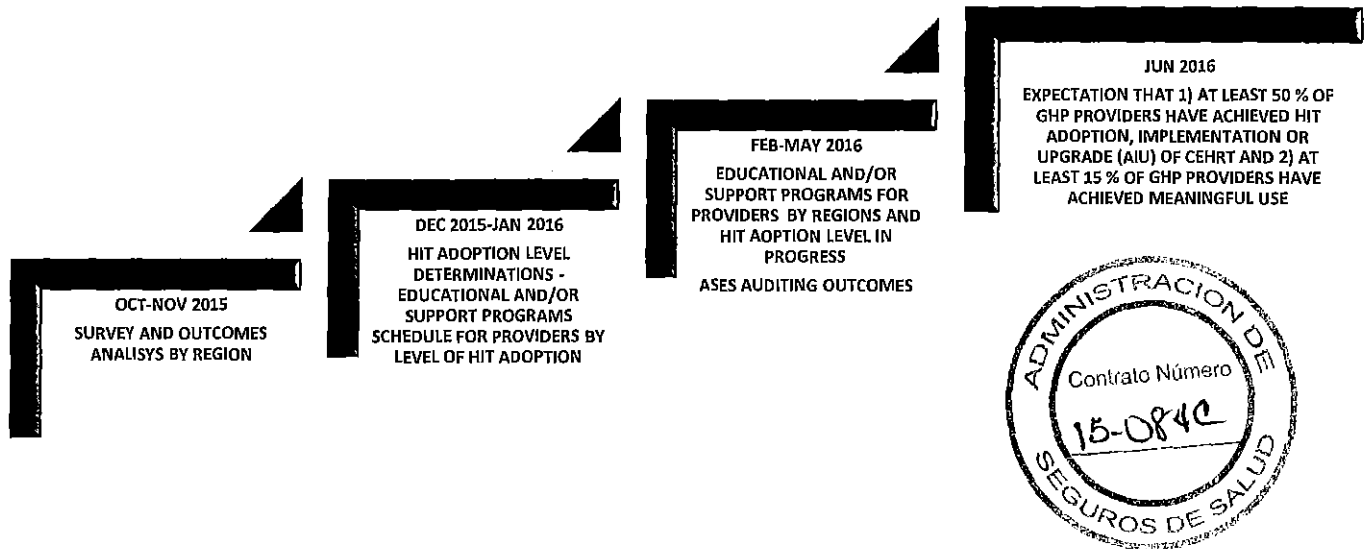 OCT-NOV 2015
SURVEY AND OUTCOMES
ANALISYS BY REGION
DEC 2015-JAN 2016
HIT ADOPTION LEVEL
DETERMINATIONS -
EDUCATIONAL AND/OR
SUPPORT PROGRAMS
SCHEDULE FOR PROVIDERS BY
LEVEL OF HIT ADOPTION
FEB-MAY 2016
EDUCATIONAL AND/OR
SUPPORT PROGRAMS FOR
PROVIDERS BY REGIONS AND
HIT AOPTION LEVEL IN
PROGRESS
ASES AUDITING OUTCOMES
JUN 2016
EXPECTATION THAT 1) AT LEAST 50 % OF
GHP PROVIDERS HAVE ACHIEVED HIT
ADOPTION, IMPLEMENTATION OR
UPGRADE (AIU) OF CEHRT AND 2) AT
LEAST 15 % OF GHP PROVIDERS HAVE
ACHIEVED MEANINGFUL USE
ADMINISTRACION DE
Contrato Número
15-084C
SEGUROS DE SALUD